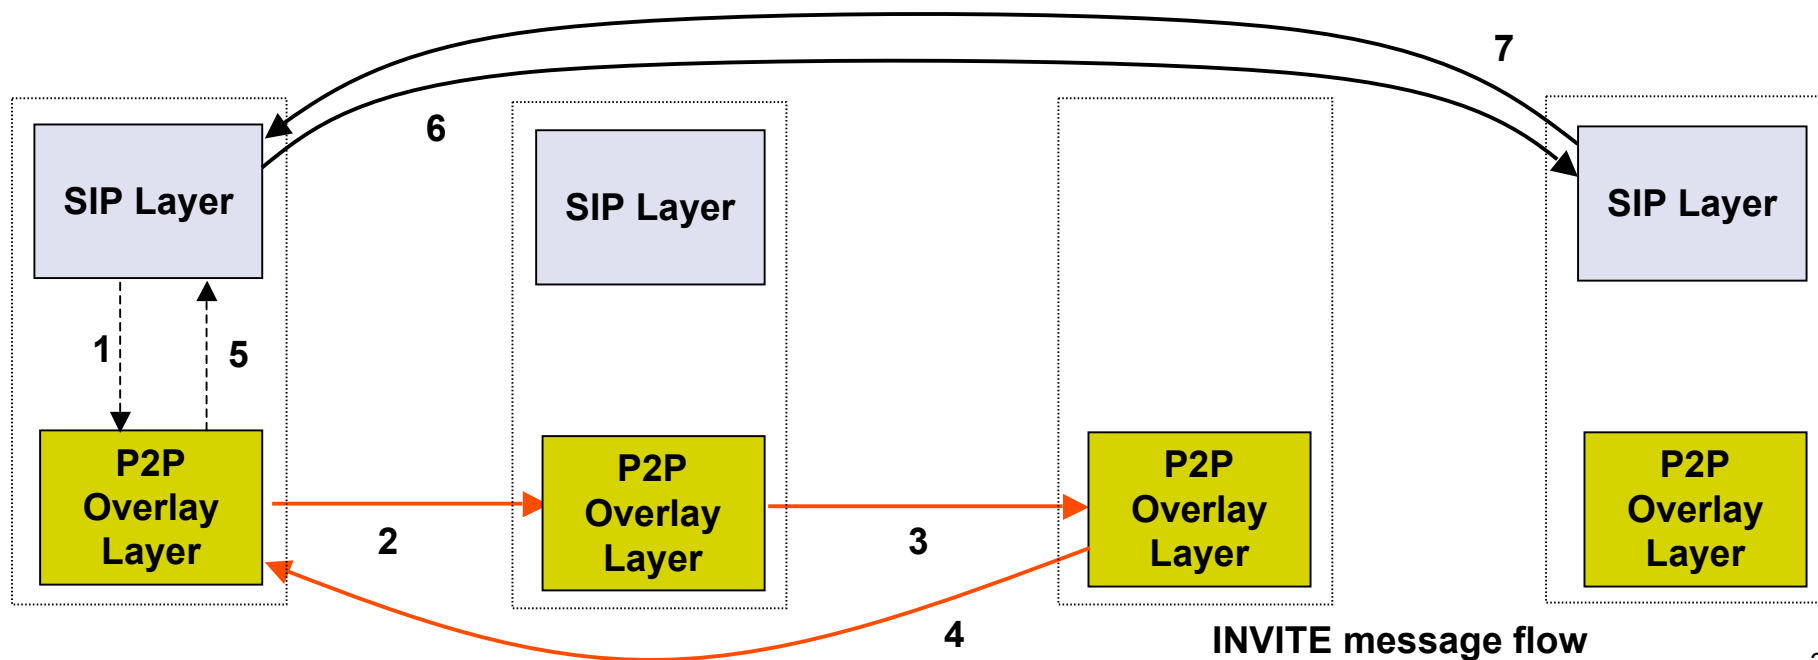 7
6
SIP Layer
SIP Layer
SIP Layer
1
5
P2P
Overlay
Layer
2
P2P
Overlay
Layer
3
P2P
Overlay
Layer
P2P
Overlay
Layer
4
INVITE message flow